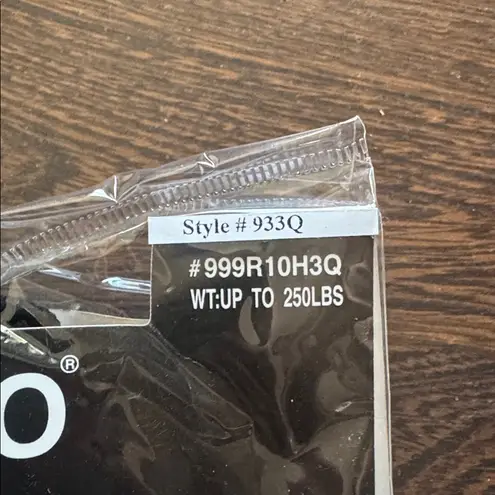 Style # 933Q
#999R10H3Q
WT:UP TO 250LBS
O®